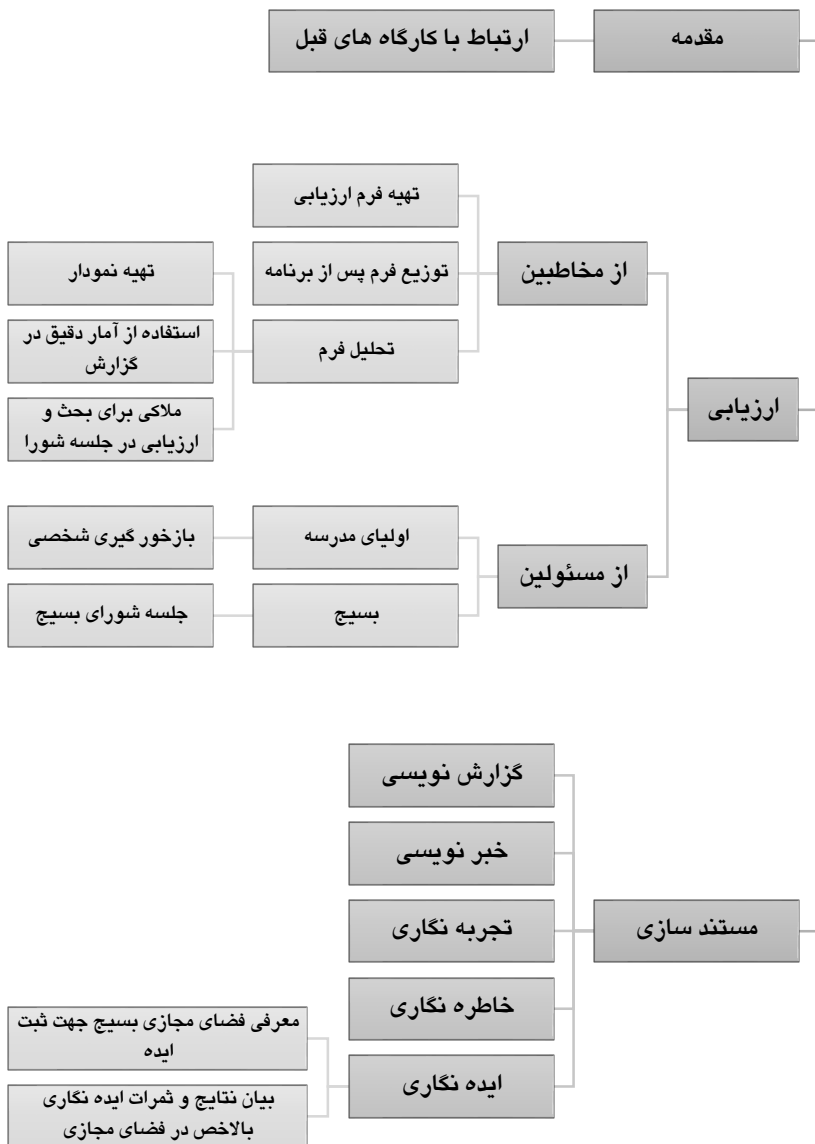 مقدمه
ارتباط با کارگاه های قبل
ارزیابی
از مخاطبین
تهیه فرم ارزیابی
توزیع فرم پس از برنامه
تحلیل فرم
تهیه نمودار
استفاده از آمار دقیق در
گزارش
ملاکی برای بحث و
ارزیابی در جلسه شورا
از مسئولین
اولیای مدرسه
بازخور گیری شخصی
بسیج
جلسه شورای بسیج
مستند سازی
گزارش نویسی
خبر نویسی
تجربه نگاری
خاطره نگاری
ایده نگاری
معرفی فضای مجازی بسیج جهت ثبت
ایده
بیان نتایج و ثمرات ایده نگاری
بالاخص در فضای مجازی